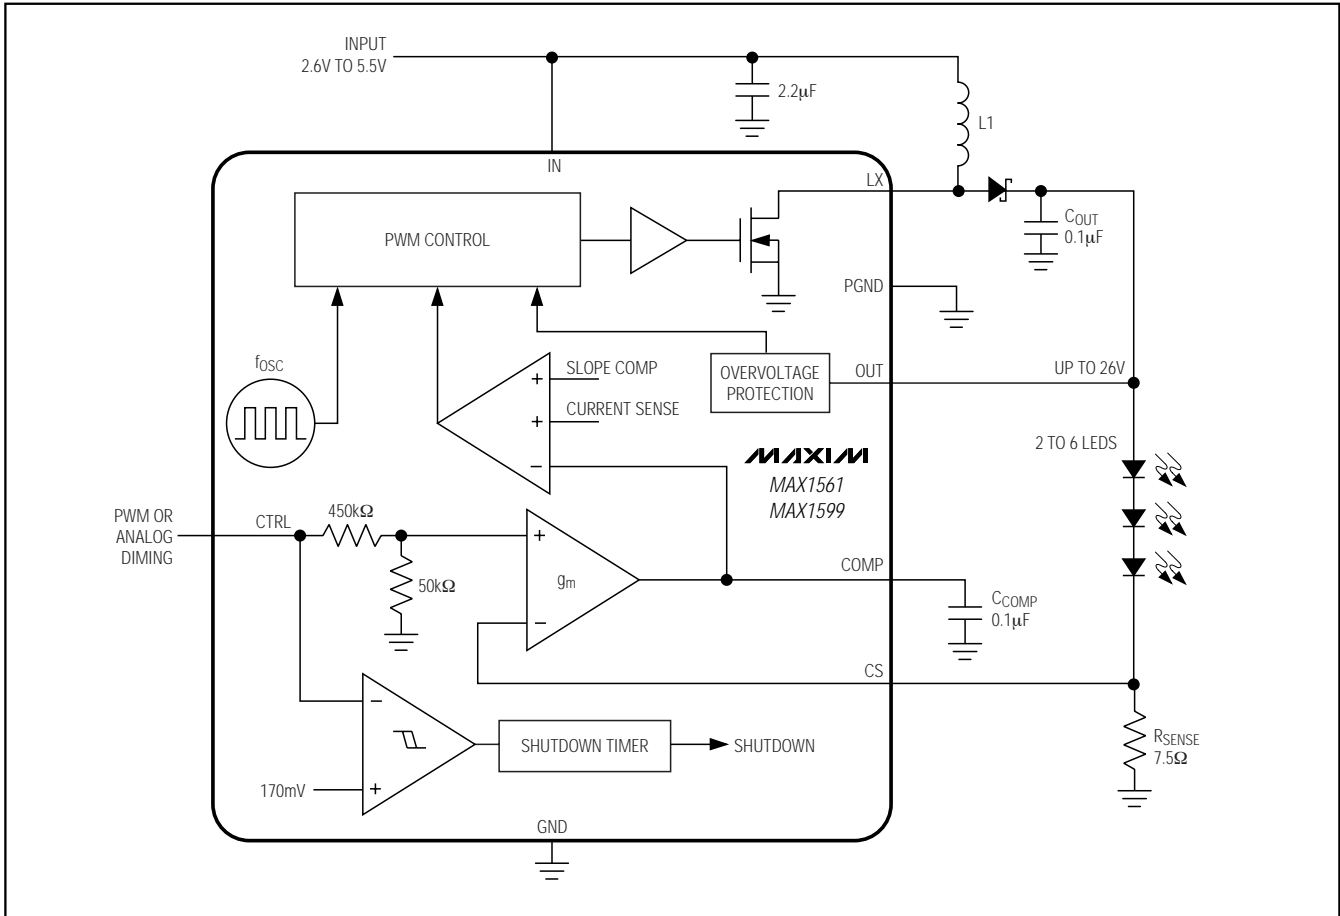 INPUT
2.6V TO 5.5V
2.2μF
L1
IN
LX
PWM CONTROL
COUT
0.1μF
PGND
fOSC
SLOPE COMP
OVERVOLTAGE
PROTECTION
OUT
UP TO 26V
CURRENT SENSE
2 TO 6 LEDS
MAXIM
MAX1561
MAX1599
PWM OR
ANALOG
DIMING
CTRL
450kΩ
50kΩ
gm
COMP
CCOMP
0.1μF
CS
SHUTDOWN TIMER
SHUTDOWN
RSENSE
7.5Ω
170mV
GND